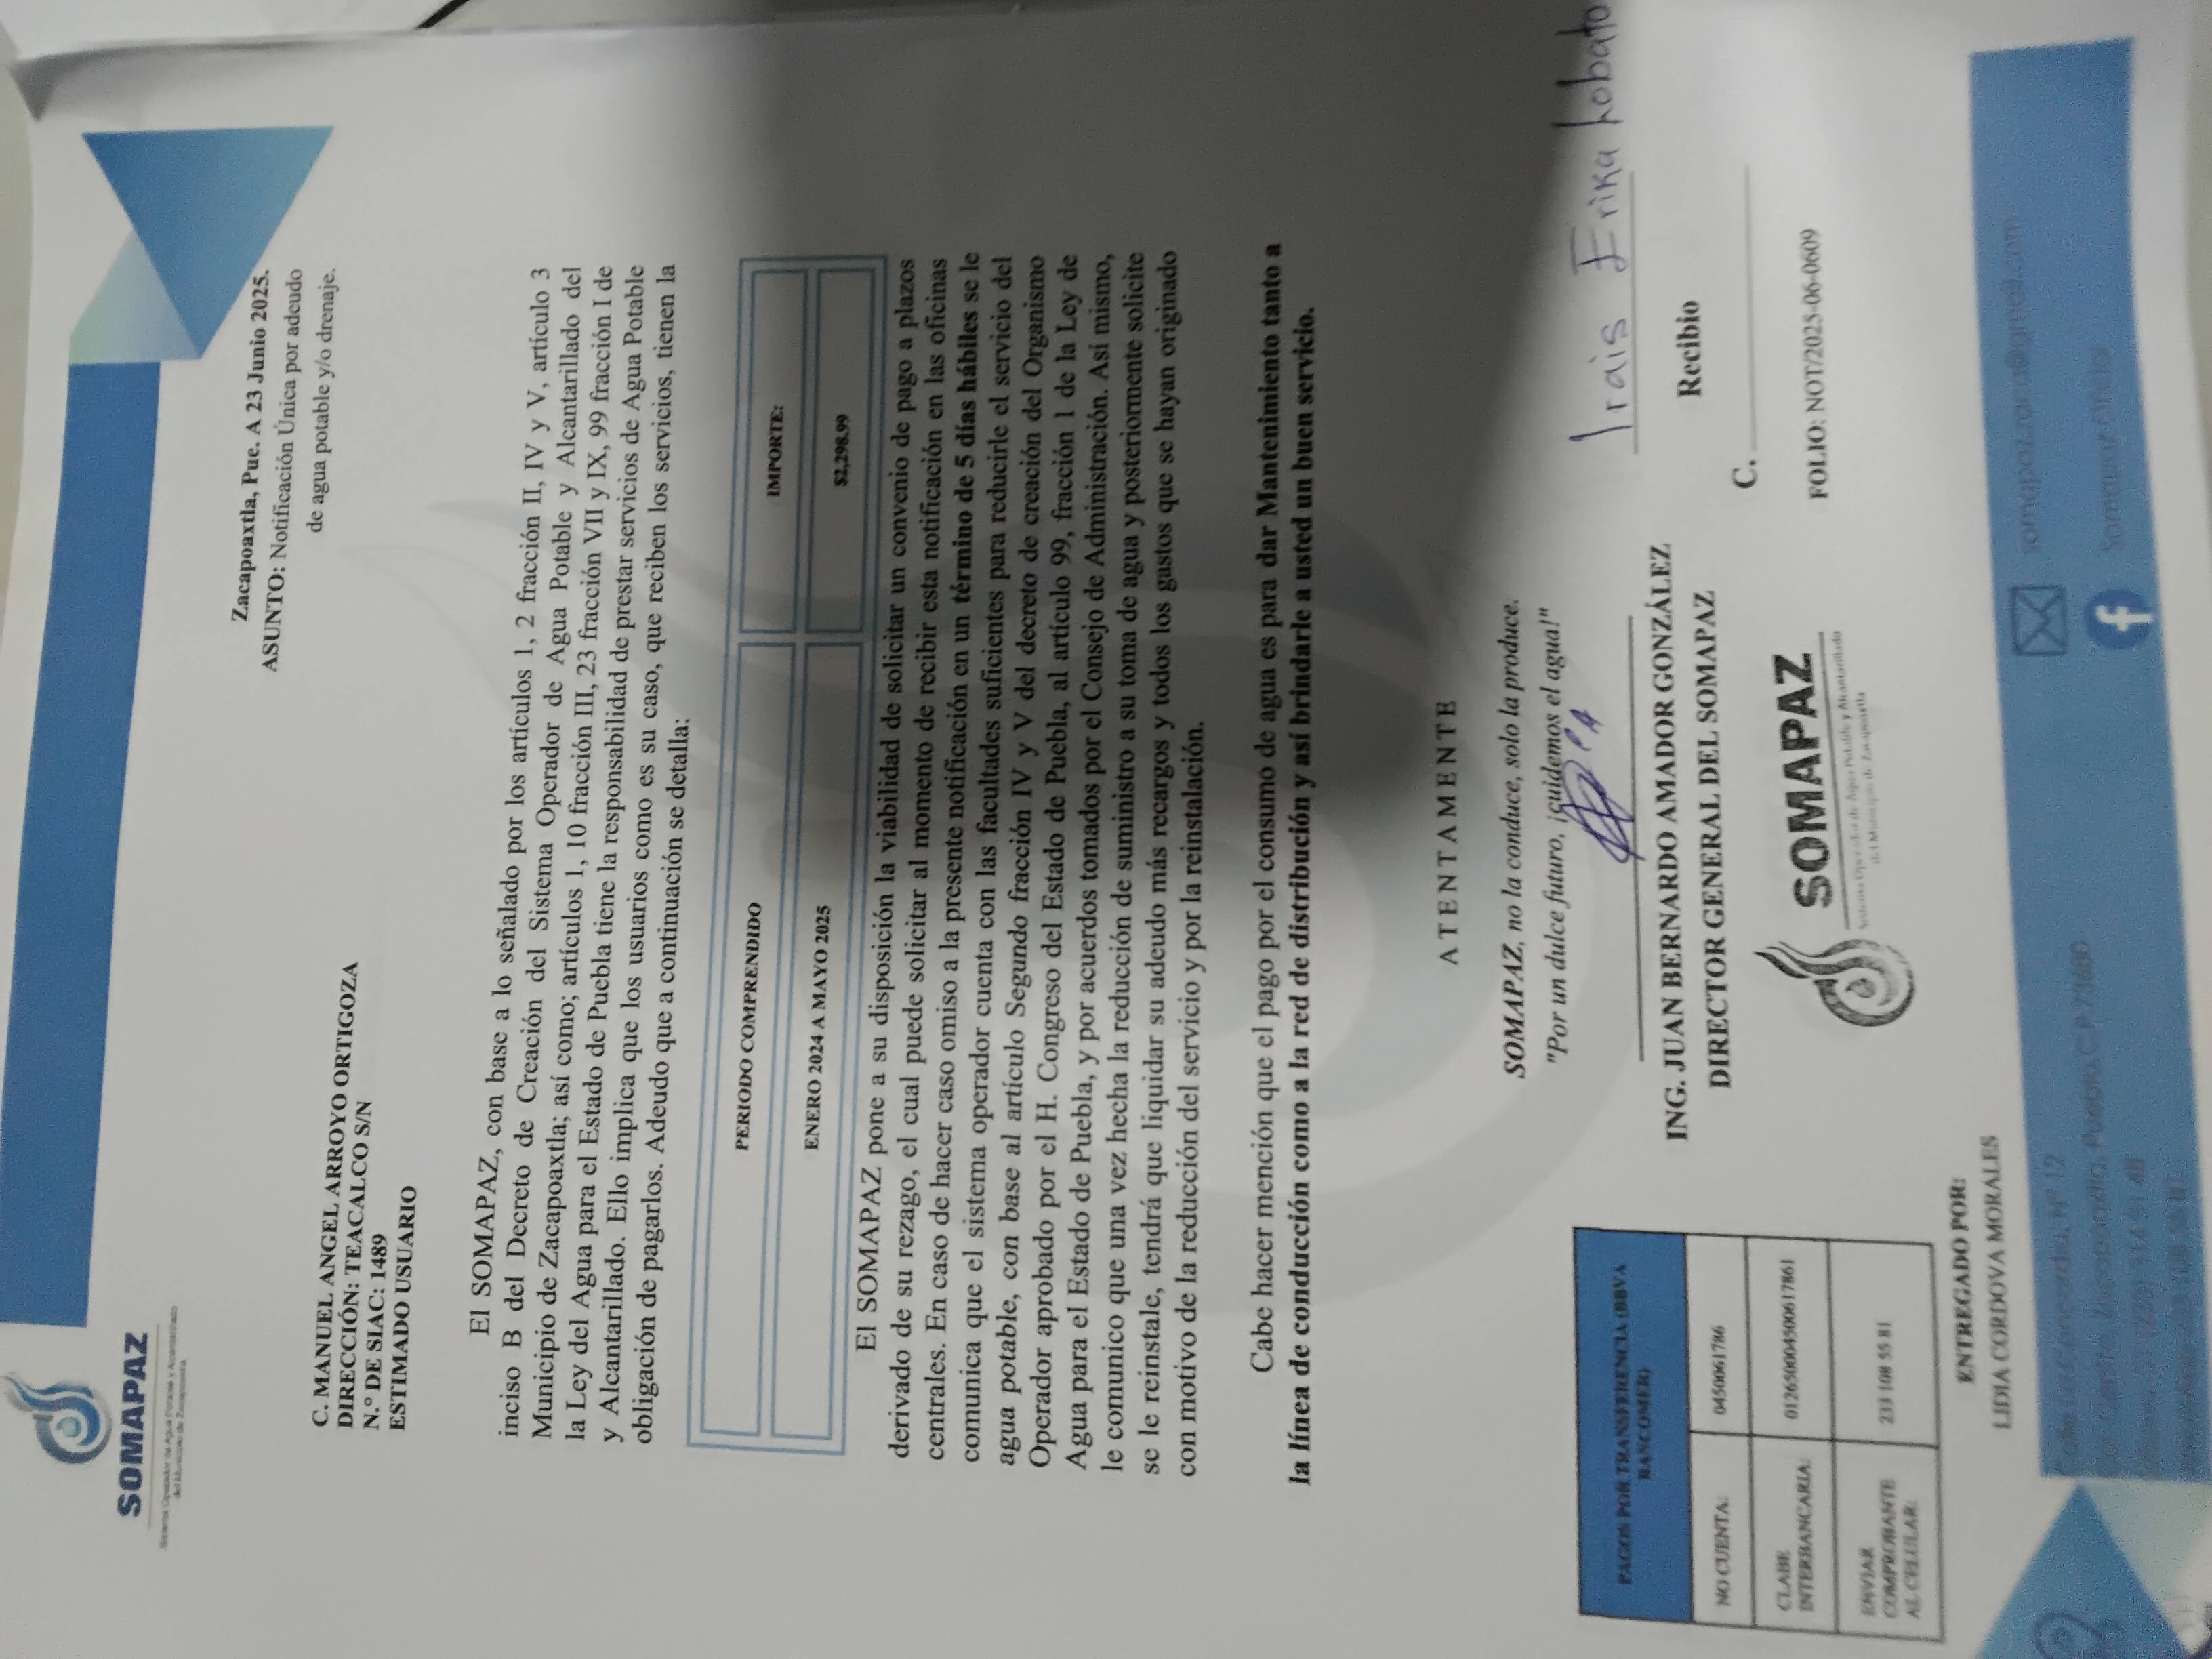 SOMAPAZ
Sistema Operador de Agua Potable y Alcantarillado
del Municipio de Zacapoaxtla
Zacapoaxtla, Pue. A 23 Junio 2025.
ASUNTO: Notificación Única por adeudo
de agua potable y/o drenaje.
C. MANUEL ANGEL ARROYO ORTIGOZA
DIRECCIÓN: TEACALCO S/N
N.º DE SIAC: 1489
ESTIMADO USUARIO
El SOMAPAZ, con base a lo señalado por los artículos 1, 2 fracción II, IV y V, artículo 3
inciso B del Decreto de Creación del Sistema Operador de Agua Potable y Alcantarillado del
Municipio de Zacapoaxtla; así como; artículos 1, 10 fracción III, 23 fracción VII y IX, 99 fracción I de
la Ley del Agua para el Estado de Puebla tiene la responsabilidad de prestar servicios de Agua Potable
y Alcantarillado. Ello implica que los usuarios como es su caso, que reciben los servicios, tienen la
obligación de pagarlos. Adeudo que a continuación se detalla:
PERIODO COMPRENDIDO
IMPORTE:
ENERO 2024 A MAYO 2025
$2,298.99
El SOMAPAZ pone a su disposición la viabilidad de solicitar un convenio de pago a plazos
derivado de su rezago, el cual puede solicitar al momento de recibir esta notificación en las oficinas
centrales. En caso de hacer caso omiso a la presente notificación en un término de 5 días hábiles se le
comunica que el sistema operador cuenta con las facultades suficientes para reducirle el servicio del
agua potable, con base al artículo Segundo fracción IV y V del decreto de creación del Organismo
Operador aprobado por el H. Congreso del Estado de Puebla, al artículo 99, fracción 1 de la Ley de
Agua para el Estado de Puebla, y por acuerdos tomados por el Consejo de Administración. Así mismo,
le comunico que una vez hecha la reducción de suministro a su toma de agua y posteriormente solicite
se le reinstale, tendrá que liquidar su adeudo más recargos y todos los gastos que se hayan originado
con motivo de la reducción del servicio y por la reinstalación.
Cabe hacer mención que el pago por el consumo de agua es para dar Mantenimiento tanto a
la línea de conducción como a la red de distribución y así brindarle a usted un buen servicio.
ATENTAMENTE
SOMAPAZ, no la conduce, solo la produce.
"Por un dulce futuro, ¡cuidemos el agua!"
ING. JUAN BERNARDO AMADOR GONZÁLEZ
DIRECTOR GENERAL DEL SOMAPAZ
SOMAPAZ
Sistema Operador de Agua Potable y Alcantarillado
del Municipio de Zacapoaxtla
Irais Erika Lobato
Recibio
C.
FOLIO: NOT/2025-06-0609
PAGOS POR TRANSFERENCIA (BBVA
BANCOMER)
NO CUENTA: 0450061786
CLABE
INTERBANCARIA: 012650004500617861
ENVIAR
COMPROBANTE
AL CELULAR: 233 108 55 81
ENTREGADO POR:
LIDIA CORDOVA MORALES
Calle La Concordia, Nº 12
Col. Centro, Zacapoaxtla, Puebla, C.P. 73680
Oficina: 01 (233) 314 31 48
233 108 55 81
somapaz.zaca@gmail.com
Somapaz Oficial